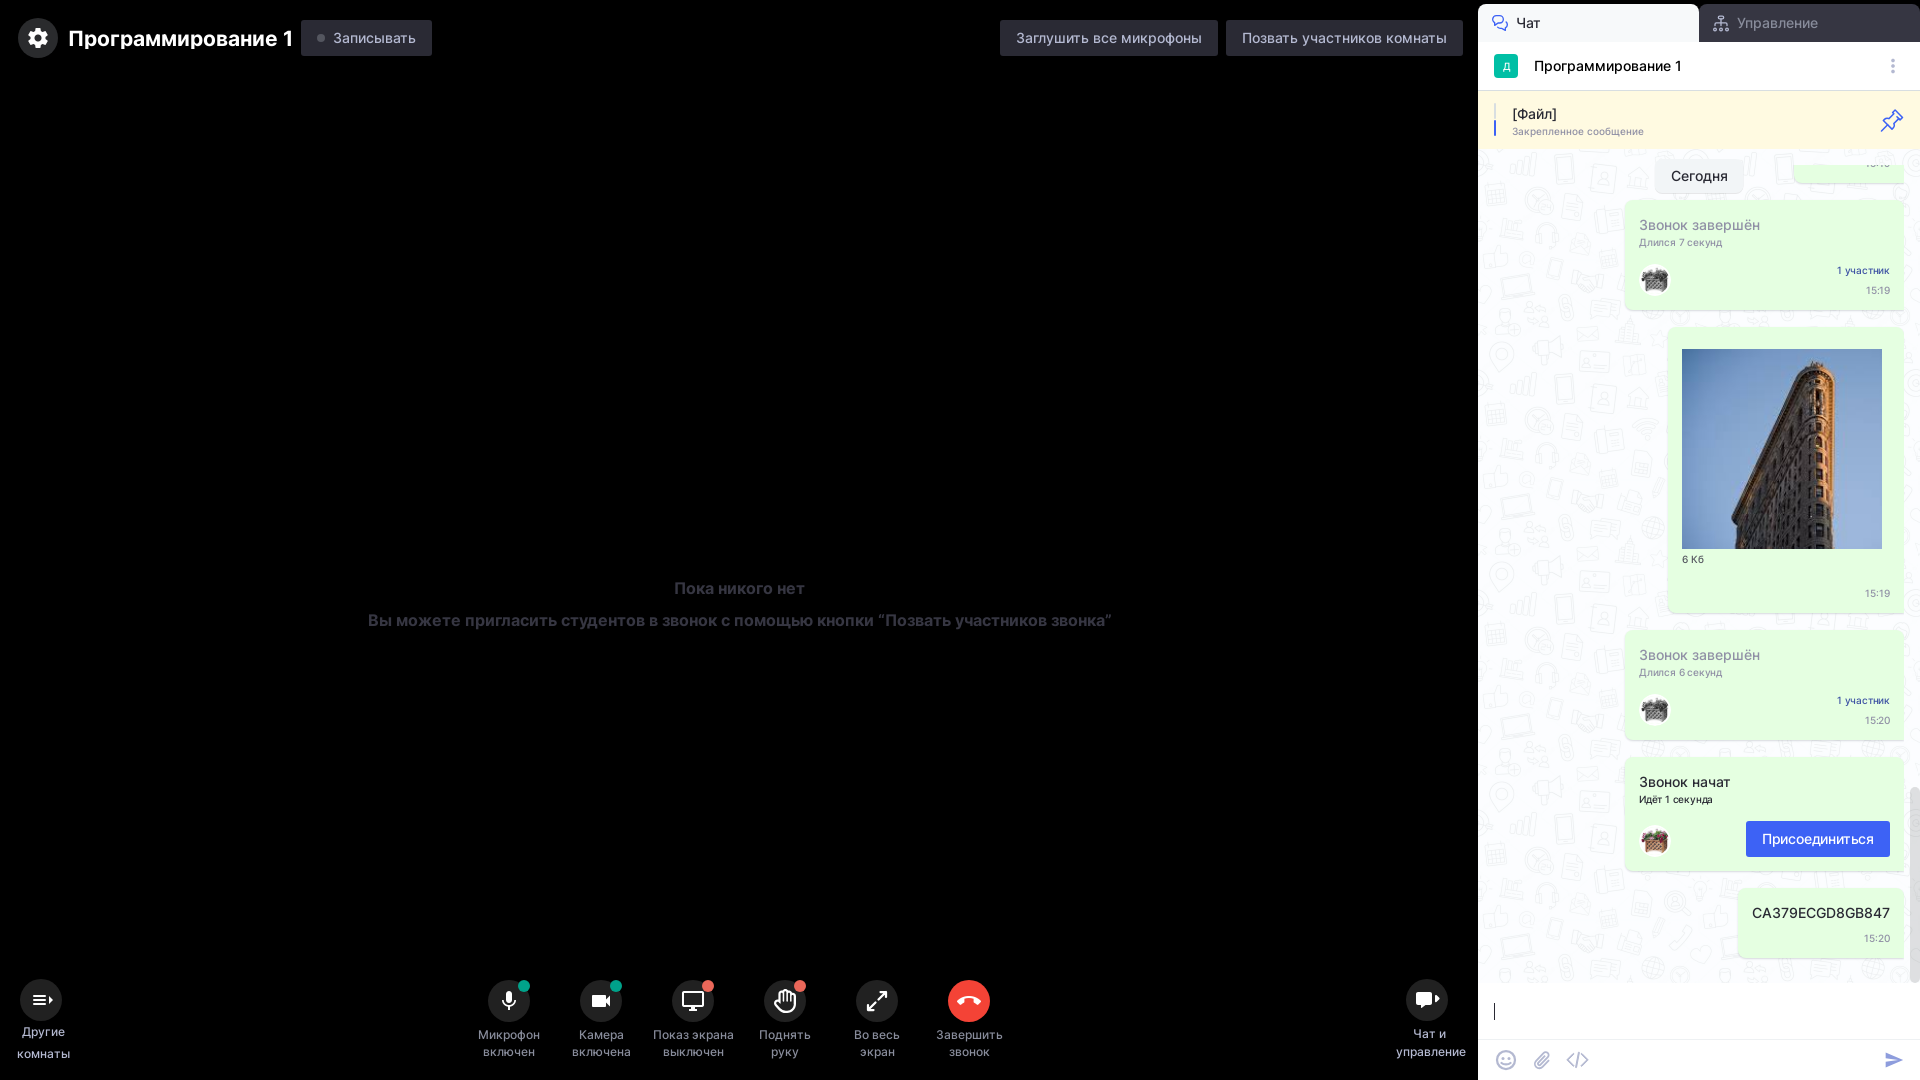 Программирование 1
Записывать
Заглушить все микрофоны
Позвать участников комнаты
Пока никого нет
Вы можете пригласить студентов в звонок с помощью кнопки “Позвать участников звонка”
Другие
комнаты
Микрофон
включен
Камера
включена
Показ экрана
выключен
Поднять
руку
Во весь
экран
Завершить
звонок
Чат и
управление
Чат
Управление
Д
Программирование 1
[Файл]
Закрепленное сообщение
Сегодня
Звонок завершён
Длился 7 секунд
1 участник
15:19
6 Кб
15:19
Звонок завершён
Длился 6 секунд
1 участник
15:20
Звонок начат
Идёт 1 секунда
Присоединиться
CA379ECGD8GB847
15:20